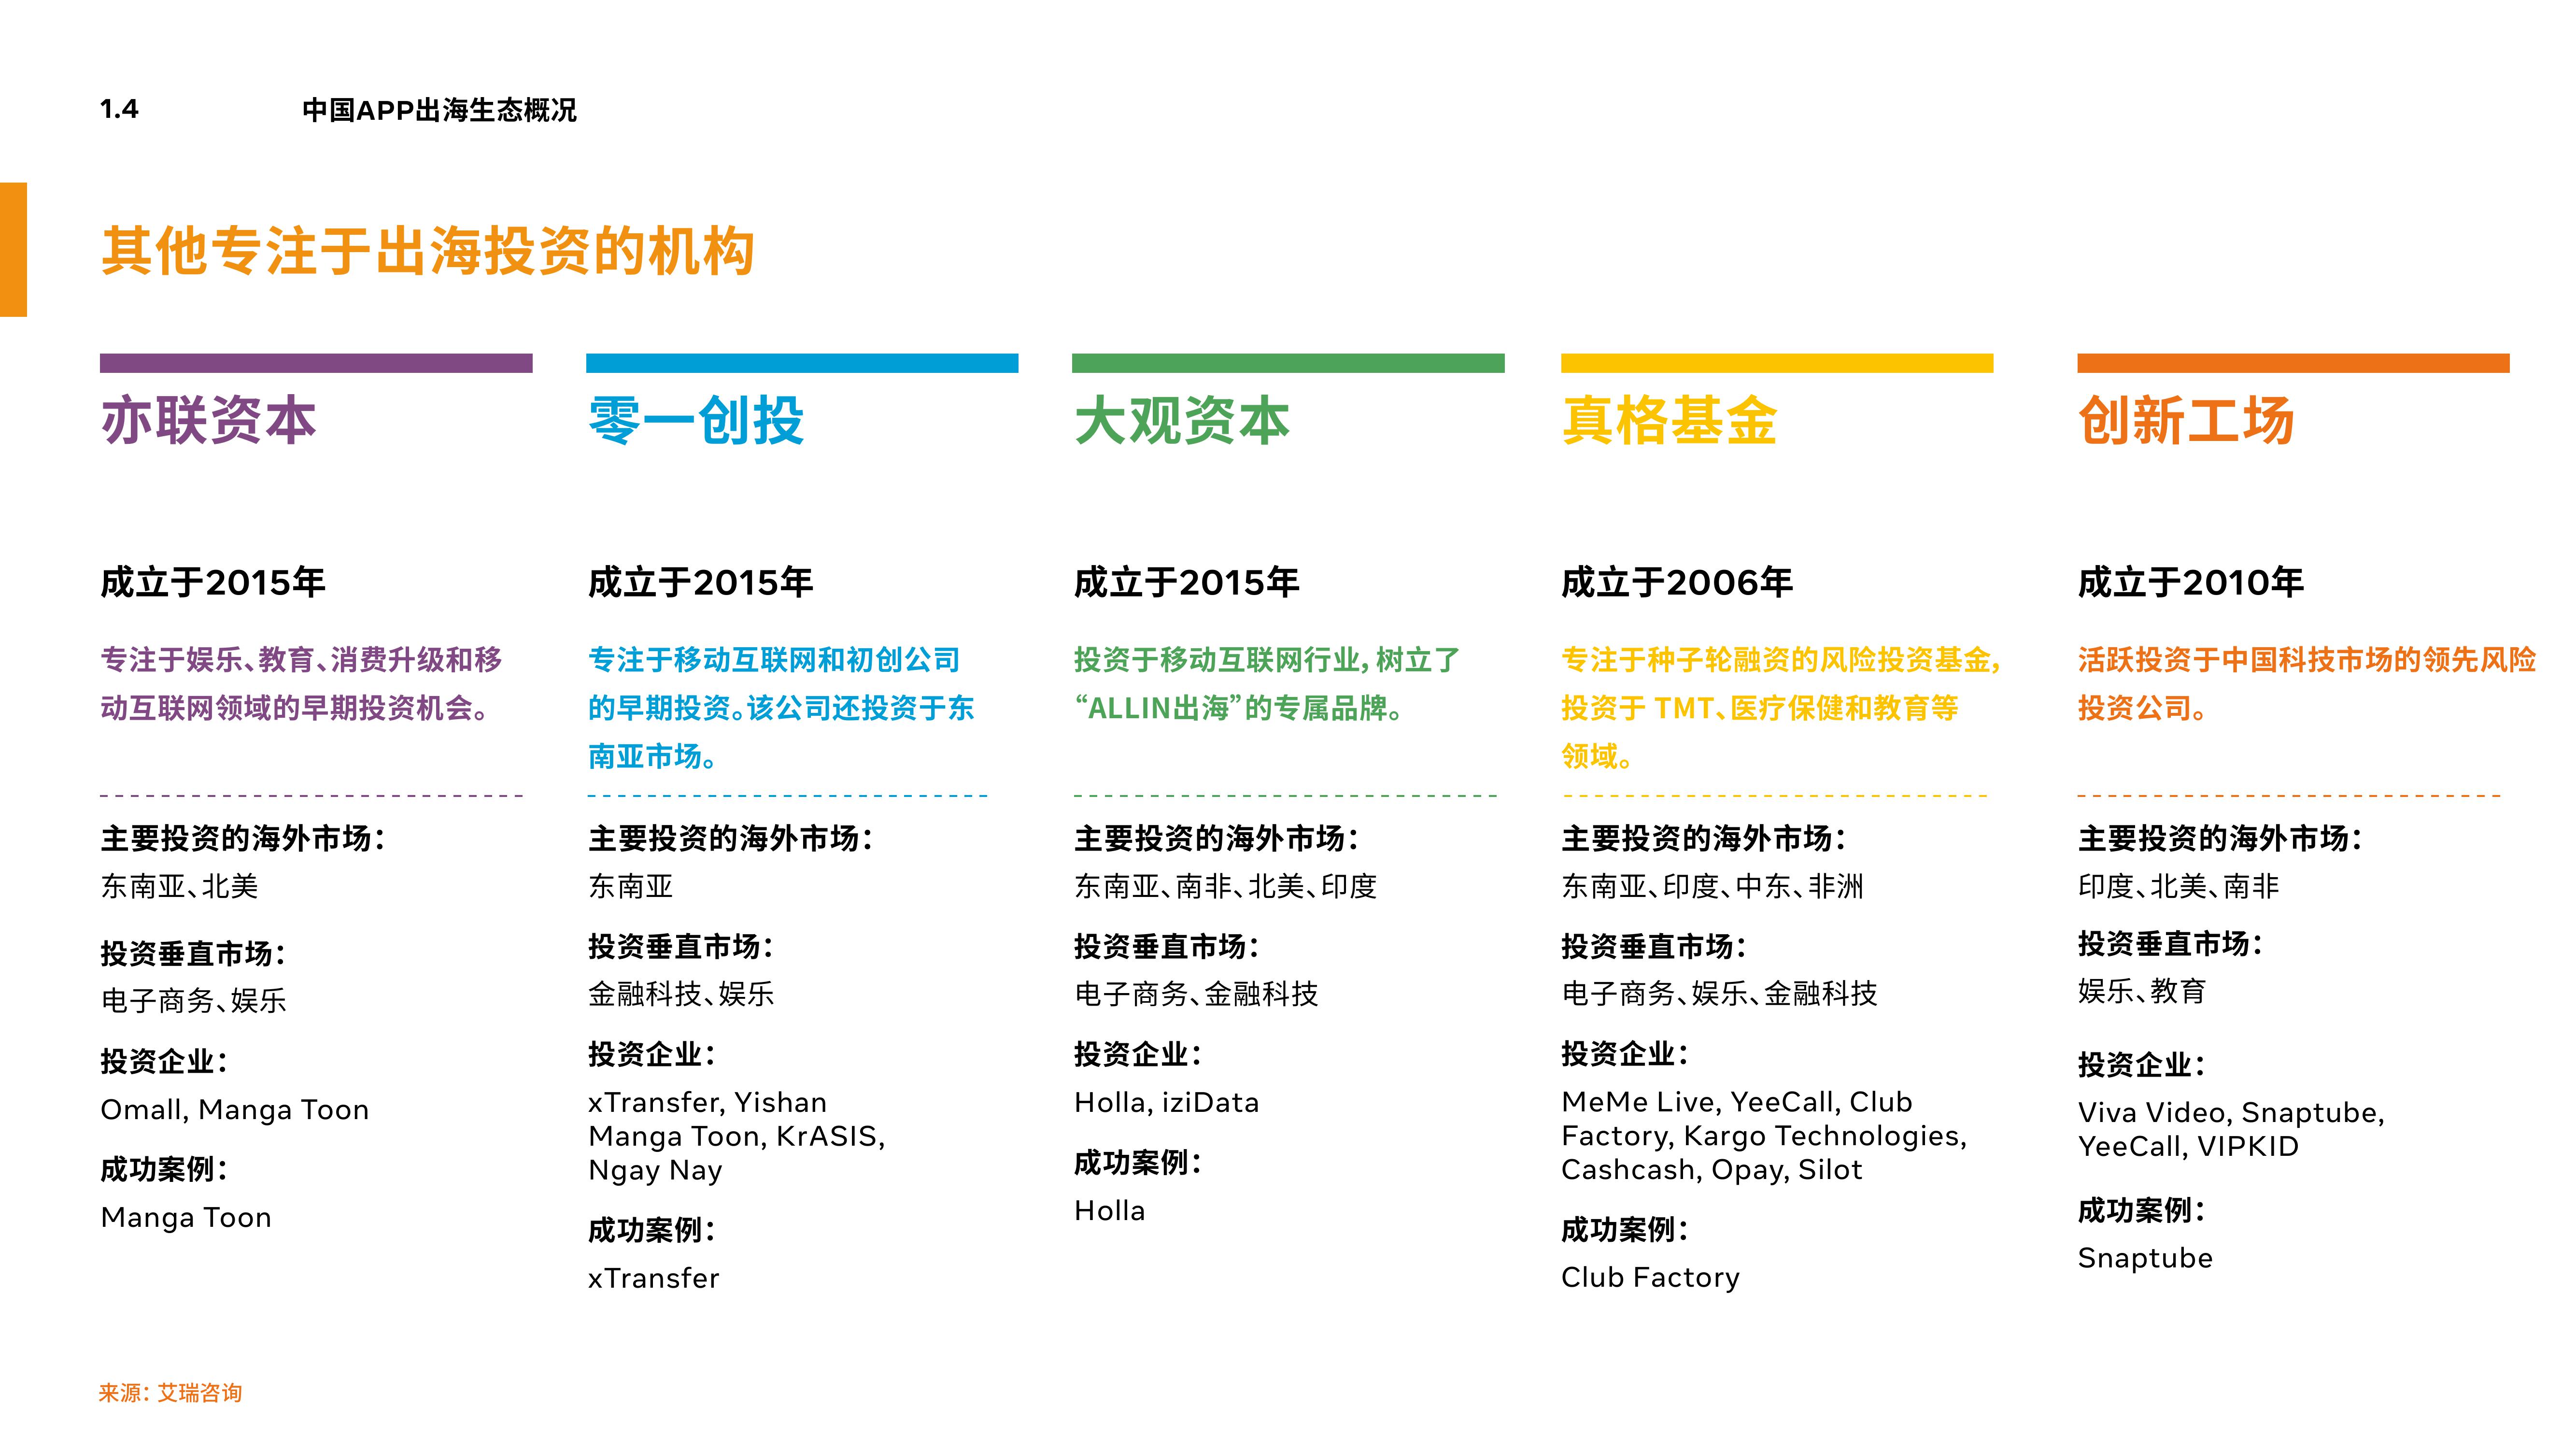 1.4
中国APP出海生态概况
其他专注于出海投资的机构
亦联资本
成立于2015年
专注于娱乐、教育、消费升级和移
动互联网领域的早期投资机会。
主要投资的海外市场：
东南亚、北美
投资垂直市场：
电子商务、娱乐
投资企业：
Omall, Manga Toon
成功案例：
Manga Toon
零一创投
成立于2015年
专注于移动互联网和初创公司
的早期投资。该公司还投资于东
南亚市场。
主要投资的海外市场：
东南亚
投资垂直市场：
金融科技、娱乐
投资企业：
xTransfer, Yishan
Manga Toon, KrASIS,
Ngay Nay
成功案例：
xTransfer
大观资本
成立于2015年
投资于移动互联网行业，树立了
“ALLIN出海”的专属品牌。
主要投资的海外市场：
东南亚、南非、北美、印度
投资垂直市场：
电子商务、金融科技
投资企业：
Holla, iziData
成功案例：
Holla
真格基金
成立于2006年
专注于种子轮融资的风险投资基金，
投资于 TMT、医疗保健和教育等
领域。
主要投资的海外市场：
东南亚、印度、中东、非洲
投资垂直市场：
电子商务、娱乐、金融科技
投资企业：
MeMe Live, YeeCall, Club
Factory, Kargo Technologies,
Cashcash, Opay, Silot
成功案例：
Club Factory
创新工场
成立于2010年
活跃投资于中国科技市场的领先风险
投资公司。
主要投资的海外市场：
印度、北美、南非
投资垂直市场：
娱乐、教育
投资企业：
Viva Video, Snaptube,
YeeCall, VIPKID
成功案例：
Snaptube
来源：艾瑞咨询